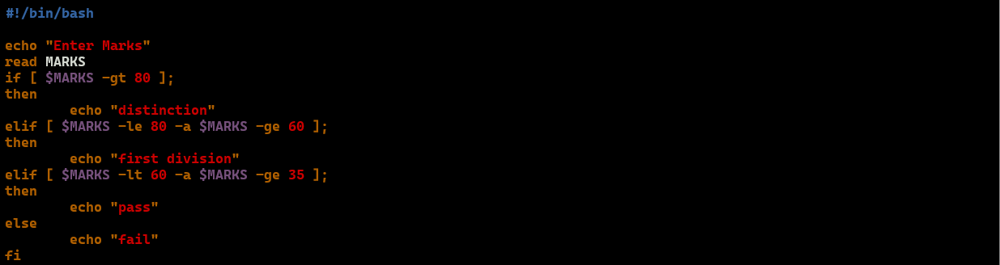 #!/bin/bash

echo "Enter Marks"
read MARKS
if [ $MARKS -gt 80 ];
then
        echo "distinction"
elif [ $MARKS -le 80 -a $MARKS -ge 60 ];
then
        echo "first division"
elif [ $MARKS -lt 60 -a $MARKS -ge 35 ];
then
        echo "pass"
else
        echo "fail"
fi